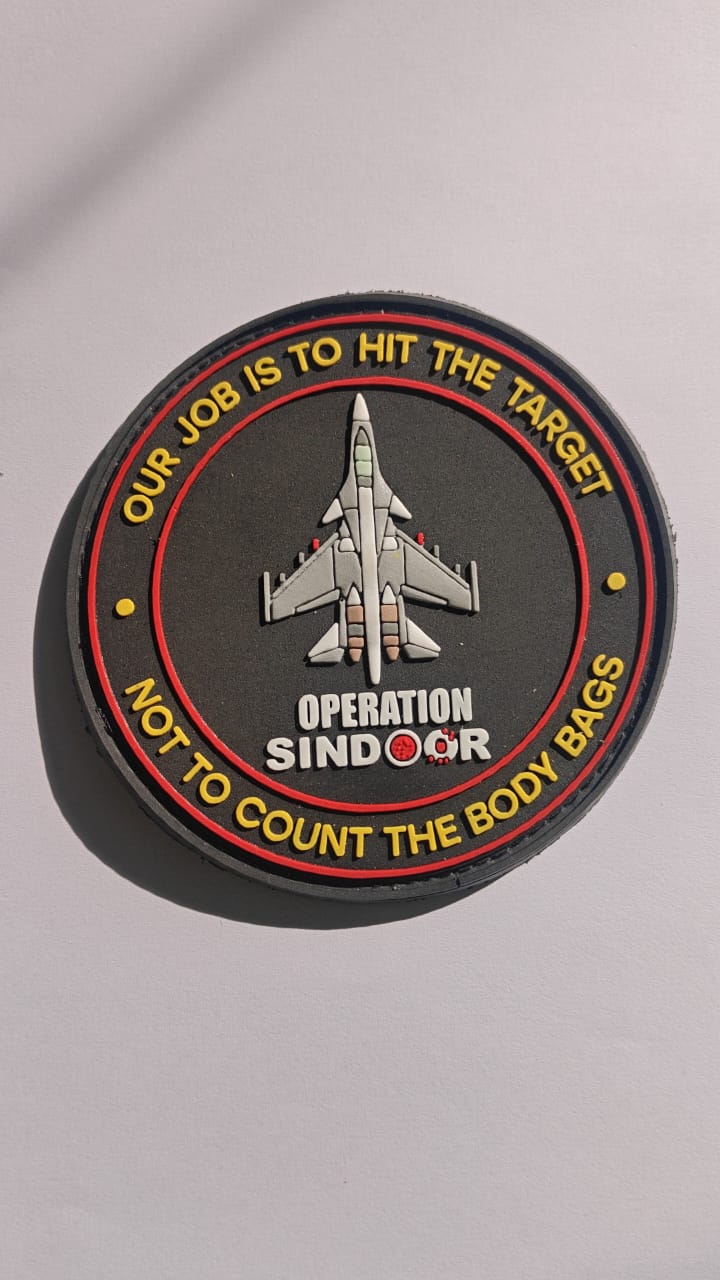 OUR JOB IS TO HIT THE TARGET
OPERATION
SINDOOR
NOT TO COUNT THE BODY BAGS